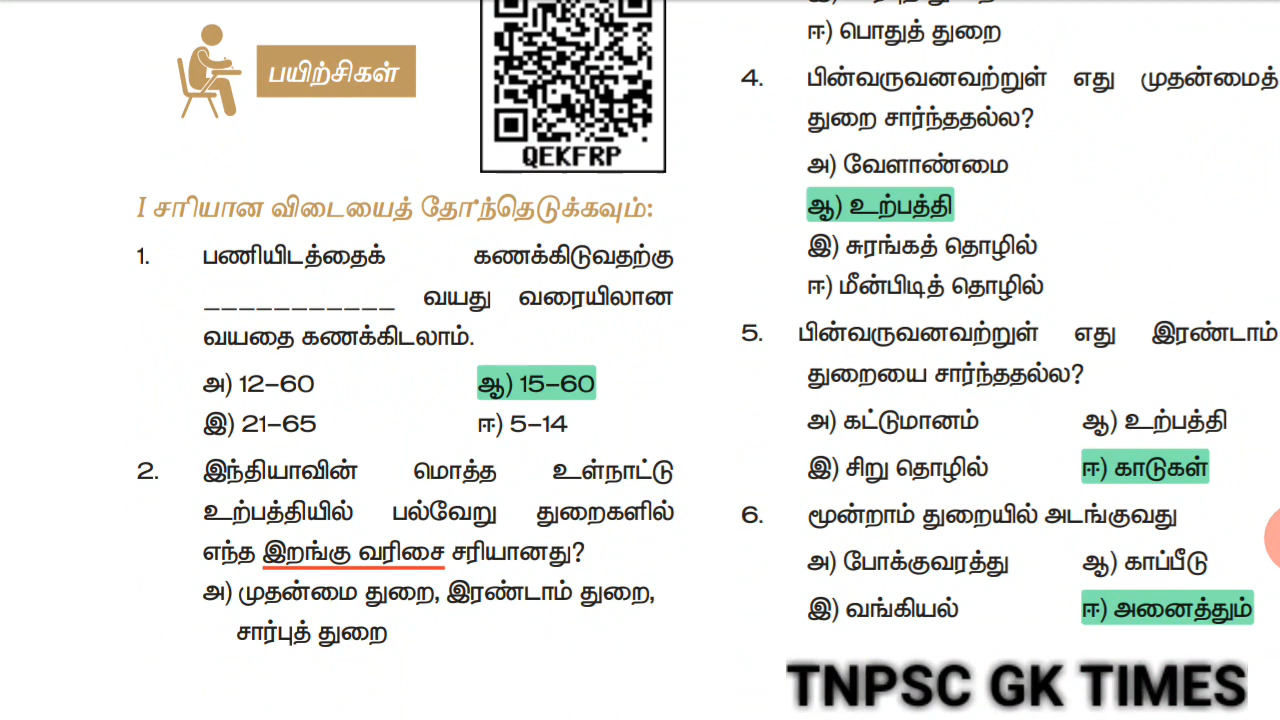 பயிற்சிகள்
QEKFRP
I சரியான விடையைத் தேர்ந்தெடுக்கவும்:
1. பணியிடத்தைக் கணக்கிடுவதற்கு
____________ வயது வரையிலான
வயதை கணக்கிடலாம்.
அ) 12–60 ஆ) 15–60
இ) 21–65 ஈ) 5–14
2. இந்தியாவின் மொத்த உள்நாட்டு
உற்பத்தியில் பல்வேறு துறைகளில்
எந்த இறங்கு வரிசை சரியானது?
அ) முதன்மை துறை, இரண்டாம் துறை,
சார்புத் துறை
ஈ) பொதுத் துறை
4. பின்வருவனவற்றுள் எது முதன்மைத்
துறை சார்ந்ததல்ல?
அ) வேளாண்மை
ஆ) உற்பத்தி
இ) சுரங்கத் தொழில்
ஈ) மீன்பிடித் தொழில்
5. பின்வருவனவற்றுள் எது இரண்டாம்
துறையை சார்ந்ததல்ல?
அ) கட்டுமானம் ஆ) உற்பத்தி
இ) சிறு தொழில் ஈ) காடுகள்
6. மூன்றாம் துறையில் அடங்குவது
அ) போக்குவரத்து ஆ) காப்பீடு
இ) வங்கியல் ஈ) அனைத்தும்
TNPSC GK TIMES